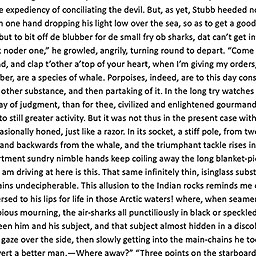 e expediency of conciliating the devil. But, as yet, Stubb heeded n
n one hand dropping his light low over the sea, so as to get a good
but to bit off de blubber for de small fry ob sharks, dat can't get in
k noder one," he growled, angrily, turning round to depart. "Come
nd, and clap t'other a'top of your heart, when I'm giving my orders,
ber, are a species of whale. Porpoises, indeed, are to this day cons
other substance, and then partaking of it. In the long try watches
ay of judgment, than for thee, civilized and enlightened gourmand
to still greater activity. But it was not thus in the present case with
asionally honed, just like a razor. In its socket, a stiff pole, from twe
and backwards from the whale, and the triumphant tackle rises in
rtment sundry nimble hands keep coiling away the long blanket-pie
I am driving at here is this. That same infinitely thin, isinglass subst
ains undecipherable. This allusion to the Indian rocks reminds me o
ersed to his lips for life in those Arctic waters! where, when seamen
pious mourning, the air-sharks all punctiliously in black or speckled
een him and his subject, and that subject almost hidden in a discol
gaze over the side, then slowly getting into the main-chains he too
vert a better man.—Where away?" "Three points on the starboard